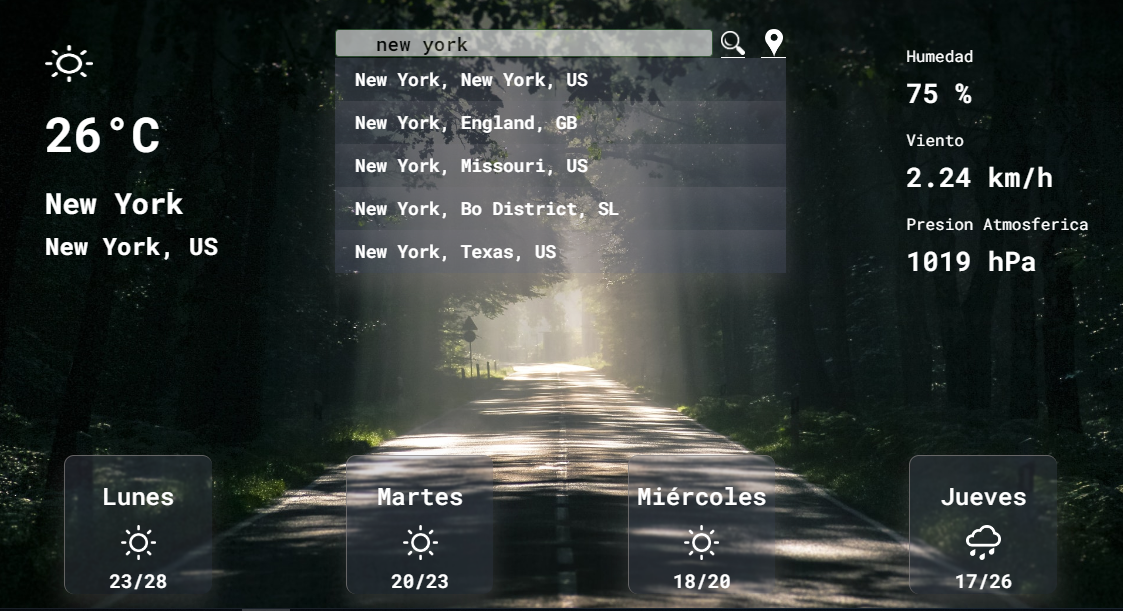 new york
New York, New York, US
New York, England, GB
New York, Missouri, US
New York, Bo District, SL
New York, Texas, US
26°C
New York
New York, US
Humedad
75 %
Viento
2.24 km/h
Presion Atmosferica
1019 hPa
Lunes
23/28
Martes
20/23
Miércoles
18/20
Jueves
17/26